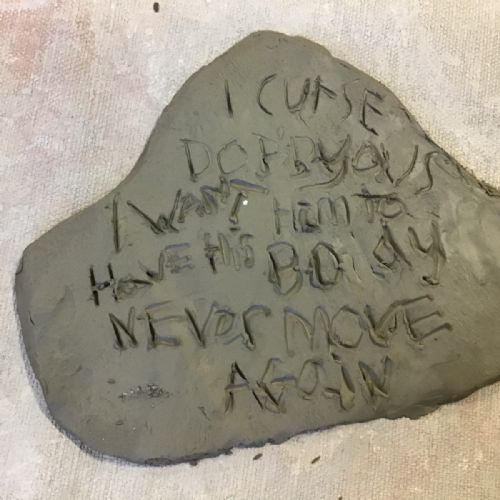 I CUrSE
I WANT HIM TO
HaVE HIS BOdy
NEVEr MOVE
AGaIN